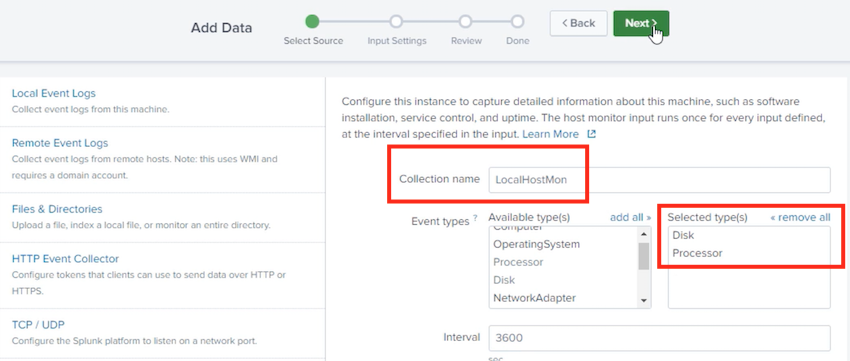 Add Data
Select Source
Input Settings
Review
Done
< Back
Next >
Local Event Logs
Collect event logs from this machine.
Remote Event Logs
Collect event logs from remote hosts. Note: this uses WMI and
requires a domain account.
Files & Directories
Upload a file, index a local file, or monitor an entire directory.
HTTP Event Collector
Configure tokens that clients can use to send data over HTTP or
HTTPS.
TCP / UDP
Configure the Splunk platform to listen on a network port.
Configure this instance to capture detailed information about this machine, such as software
installation, service control, and uptime. The host monitor input runs once for every input defined,
at the interval specified in the input. Learn More
Collection name
LocalHostMon
Event types ?
Available type(s)
add all »
Computer
OperatingSystem
Processor
Disk
NetworkAdapter
Selected type(s)
« remove all
Disk
Processor
Interval
3600
sec